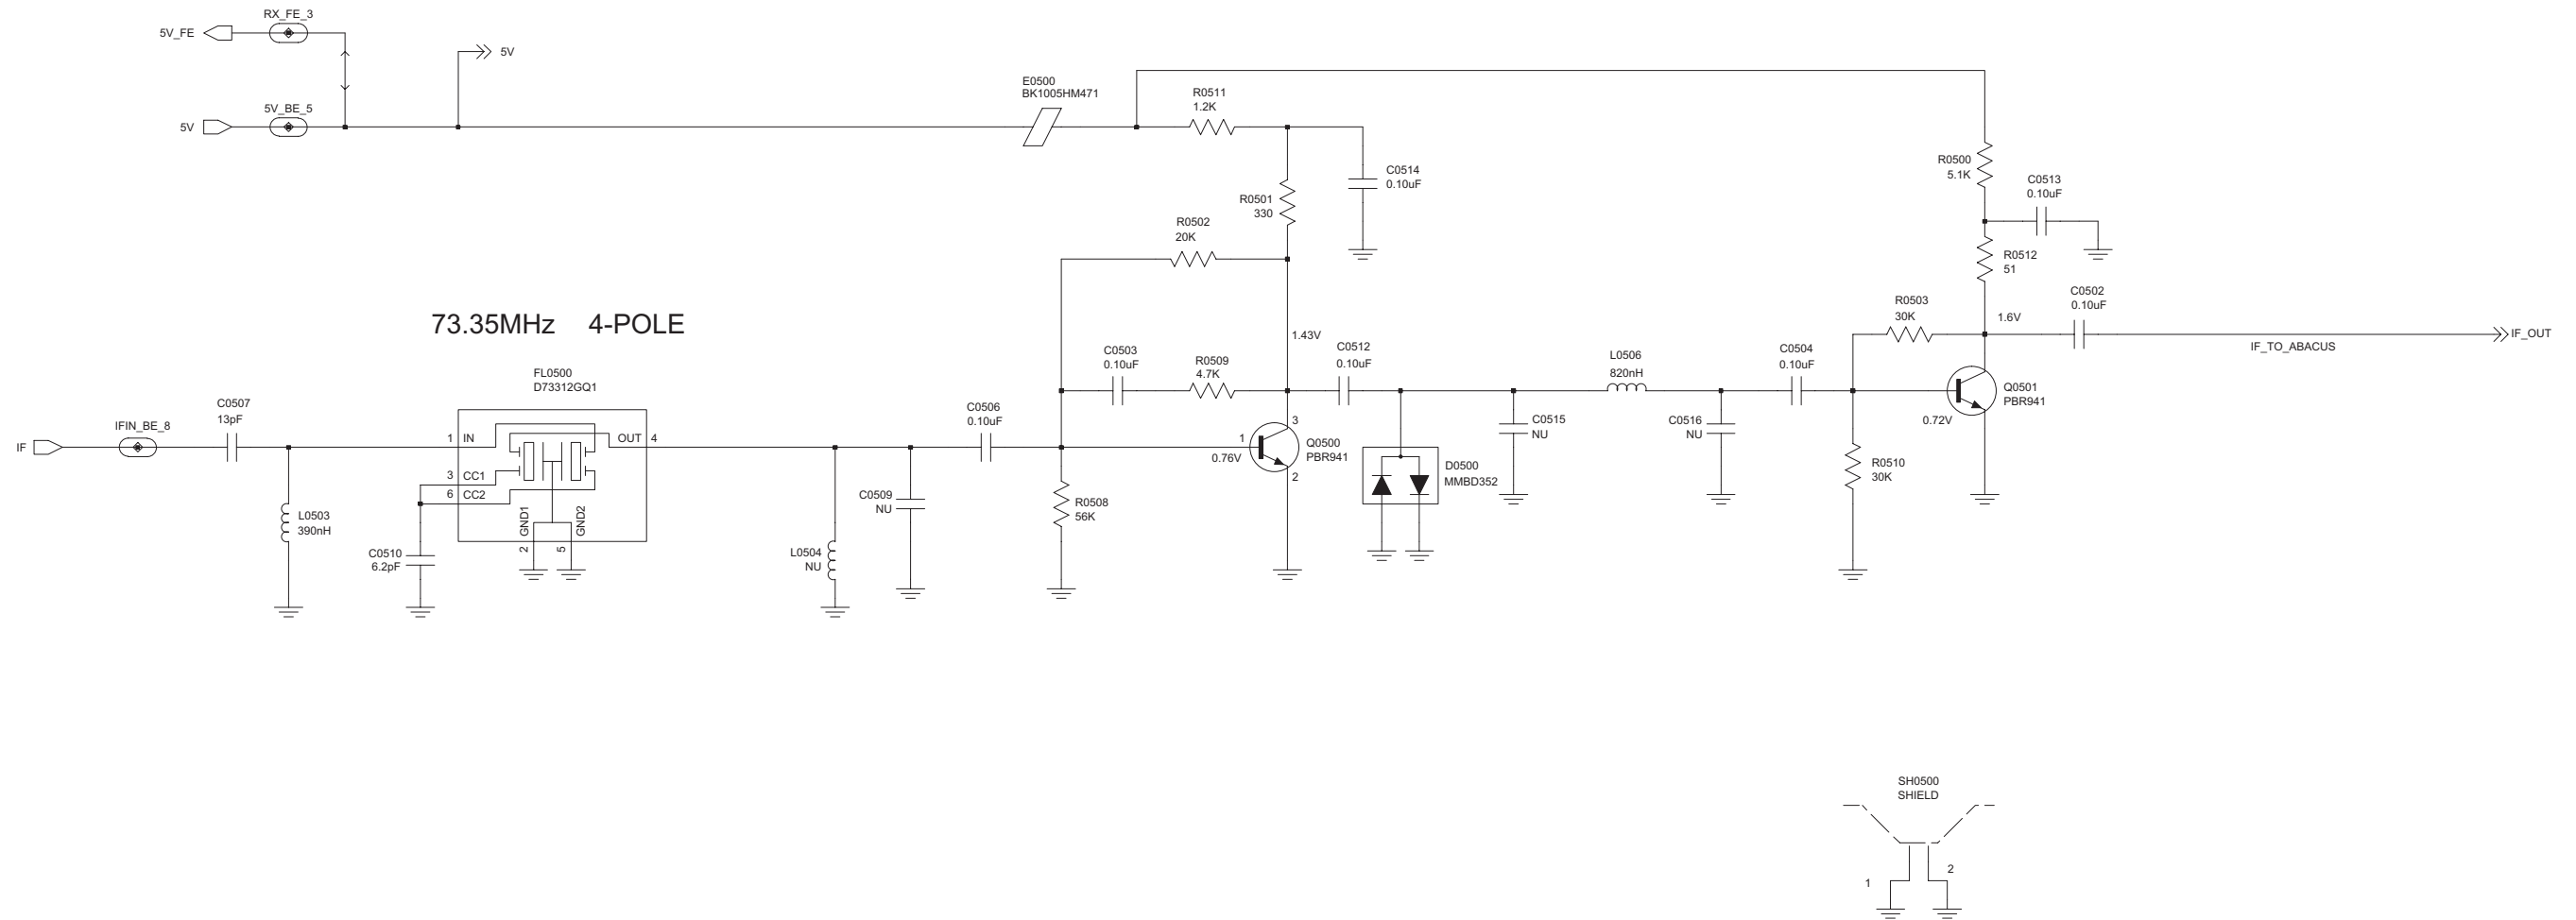 RX_FE_3
5V_FE
5V
E0500
BK1005HM471
R0511
1.2K
5V_BE_5
5V
C0514
0.10uF
R0500
5.1K
C0513
0.10uF
R0501
330
R0502
20K
R0512
51
C0502
0.10uF
R0503
30K
1.6V
73.35MHz 4-POLE
1.43V
IF_OUT
IF_TO_ABACUS
C0503
0.10uF
R0509
4.7K
C0512
0.10uF
L0506
820nH
C0504
0.10uF
FL0500
D73312GQ1
Q0501
PBR941
C0507
13pF
C0506
0.10uF
IFIN_BE_8
3
C0515
NU
C0516
NU
0.72V
IF
1
IN
OUT
4
1
Q0500
PBR941
0.76V
D0500
MMBD352
R0510
30K
3
CC1
6
CC2
2
C0509
NU
R0508
56K
L0503
390nH
GND1
GND2
C0510
6.2pF
2
5
L0504
NU
SH0500
SHIELD
1
2